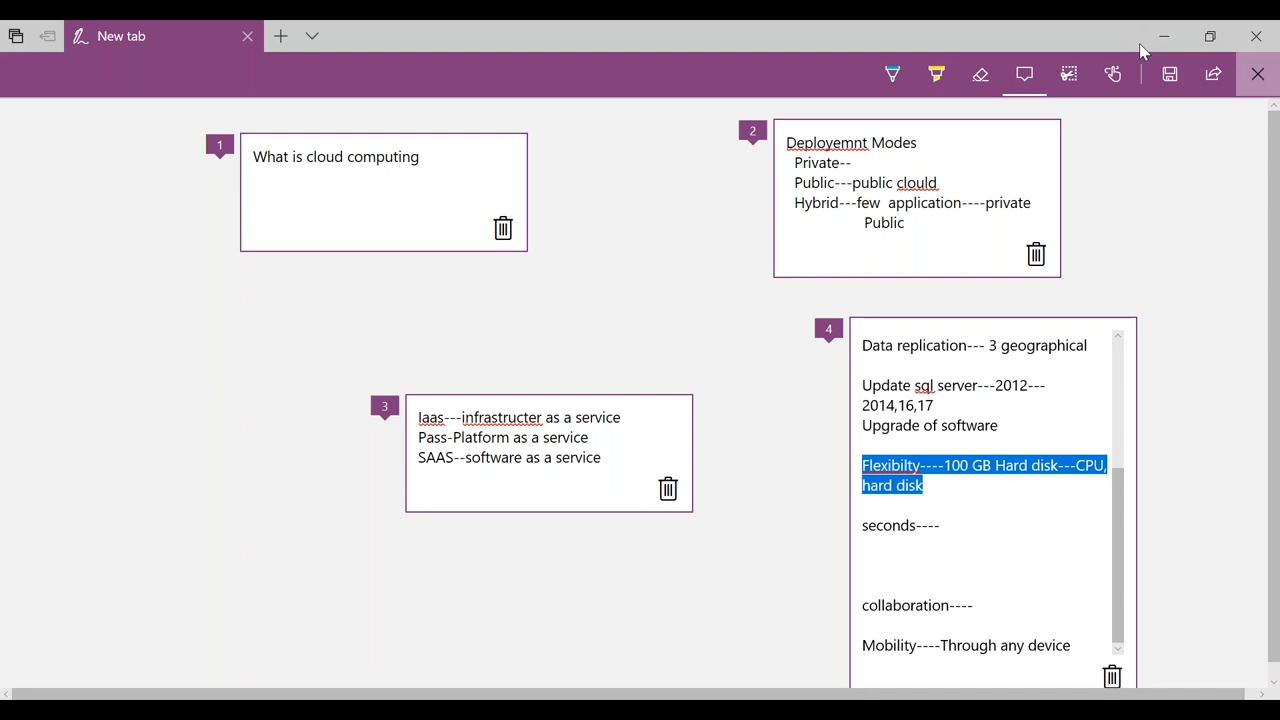 New tab
1
What is cloud computing
2
Deployemnt Modes
Private--
Public---public clould
Hybrid---few application----private
Public
3
Iaas---infrastructer as a service
Pass-Platform as a service
SAAS--software as a service
4
Data replication--- 3 geographical
Update sql server---2012---
2014,16,17
Upgrade of software
Flexibilty----100 GB Hard disk---CPU,
hard disk
seconds----
collaboration----
Mobility----Through any device